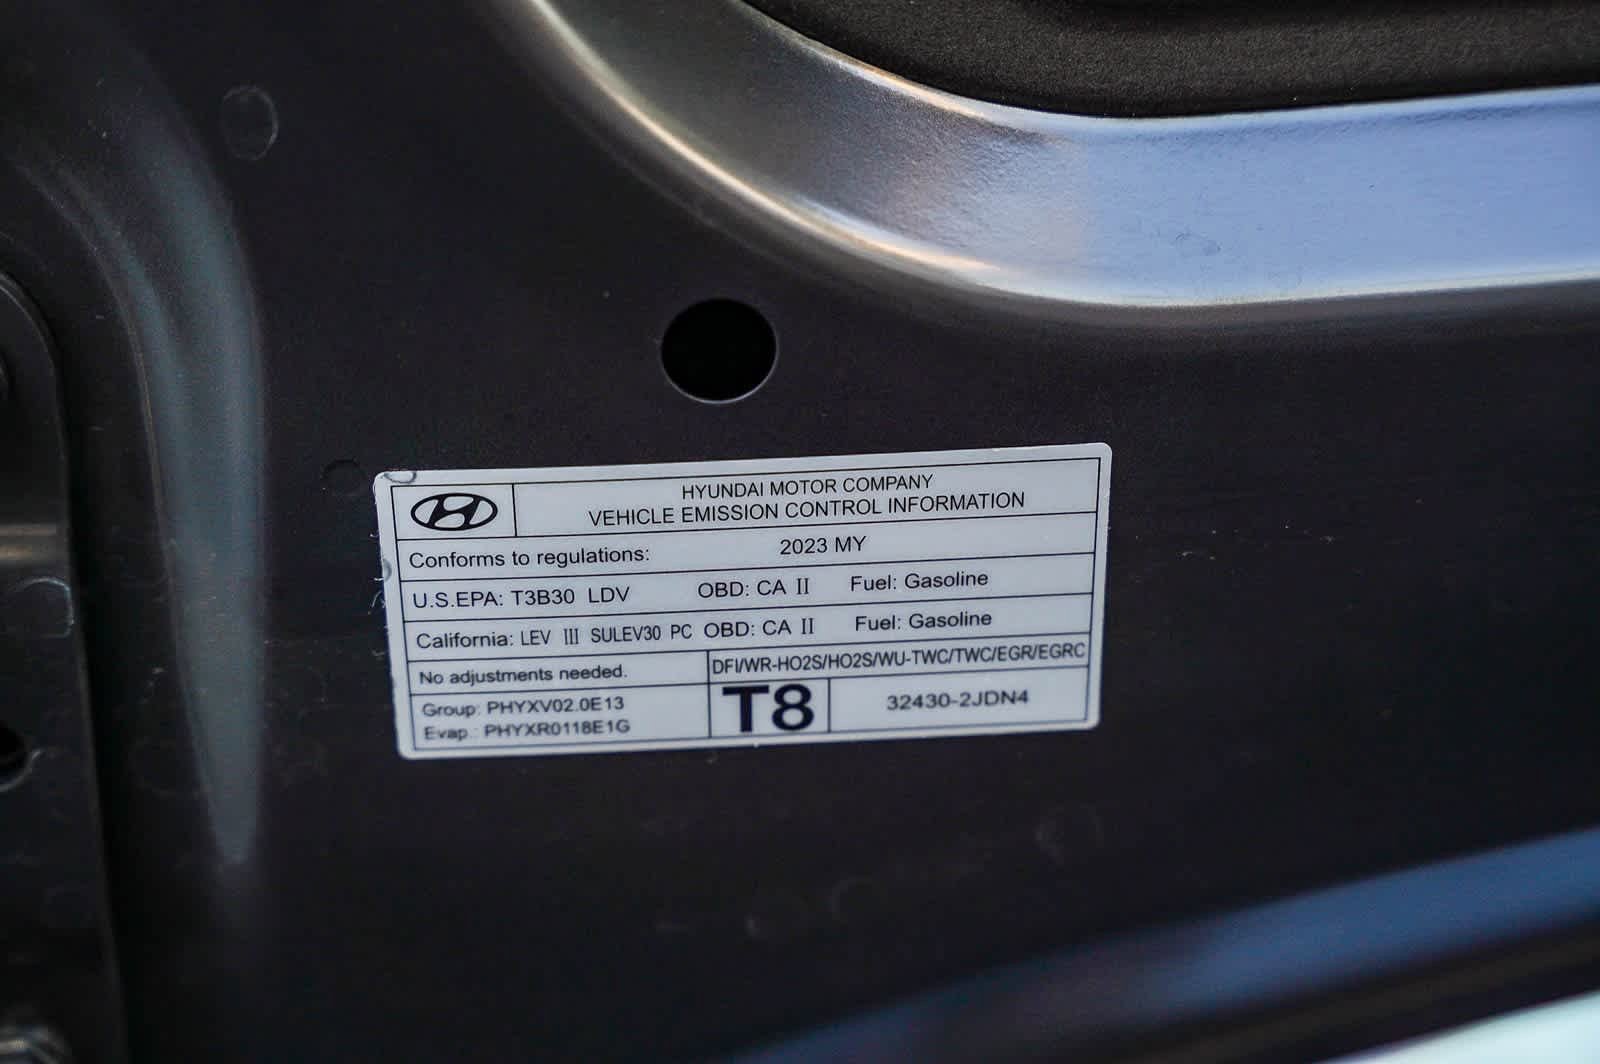 HYUNDAI MOTOR COMPANY
VEHICLE EMISSION CONTROL INFORMATION
Conforms to regulations: 2023 MY
U.S.EPA: T3B30 LDV OBD: CA II Fuel: Gasoline
California: LEV III SULEV30 PC OBD: CA II Fuel: Gasoline
No adjustments needed. DFI/WR-HO2S/HO2S/WU-TWC/TWC/EGR/EGRC
Group: PHYXV02.0E13
Evap.: PHYXR0118E1G
T8
32430-2JDN4